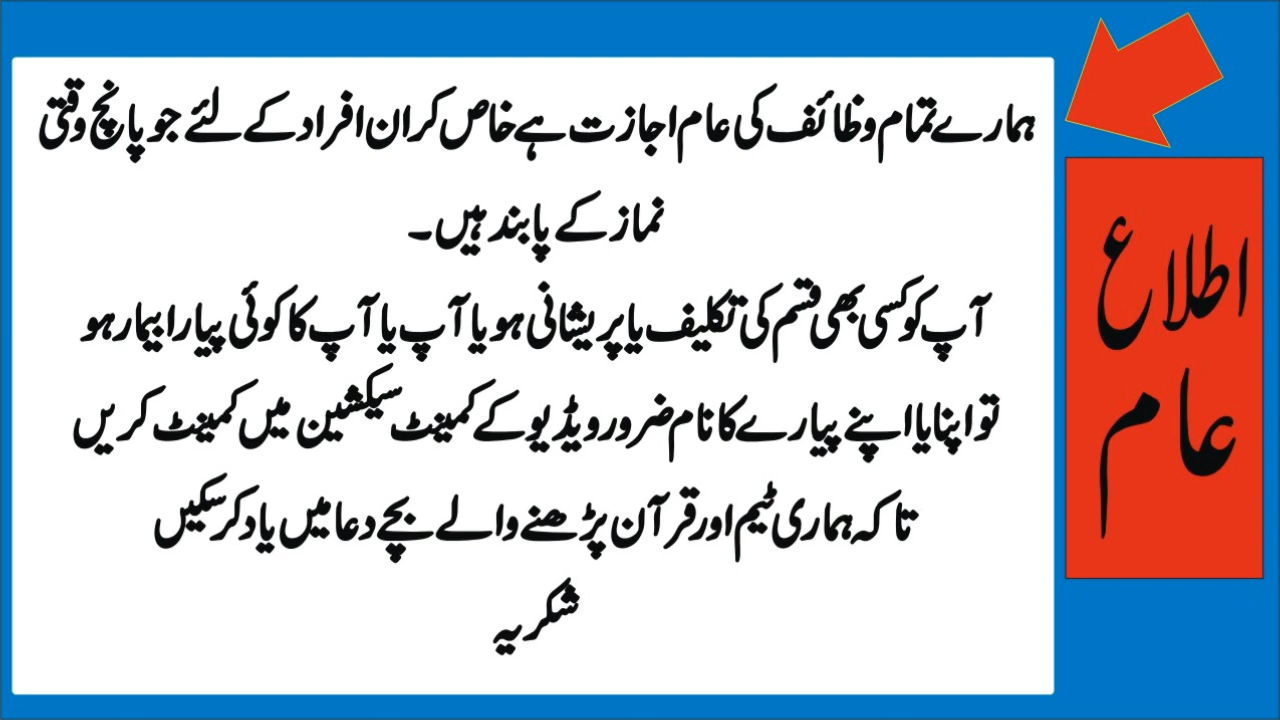 ہمارے تمام وظائف کی عام اجازت ہے خاص کر ان افراد کے لئے جو پانچ وقتی
نماز کے پابند ہیں۔
آپ کو کسی بھی قسم کی تکلیف یا پریشانی ہو یا آپ یا آپ کا کوئی پیارا بیمار ہو
تو اپنا یا اپنے پیارے کا نام ضرور ویڈیو کے کمینٹ سیکشین میں کمینٹ کریں
تا کہ ہماری ٹیم اور قرآن پڑھنے والے بچے دعا میں یاد کر سکیں
شکریہ
اطلاع
عام